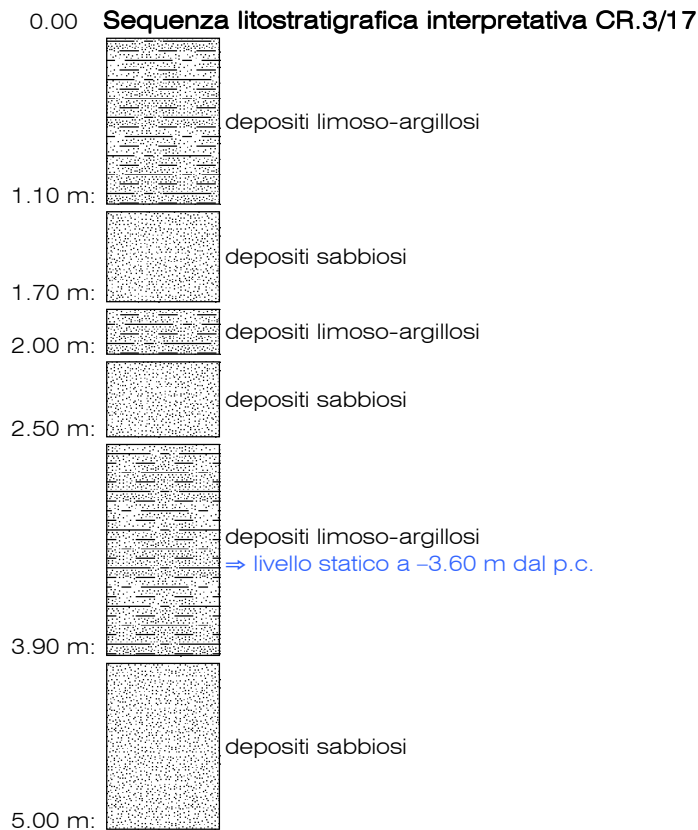 0.00 Sequenza litostratigrafica interpretativa CR.3/17
depositi limoso-argillosi
1.10 m:
depositi sabbiosi
1.70 m:
depositi limoso-argillosi
2.00 m:
depositi sabbiosi
2.50 m:
depositi limoso-argillosi
⇒ livello statico a -3.60 m dal p.c.
3.90 m:
depositi sabbiosi
5.00 m: